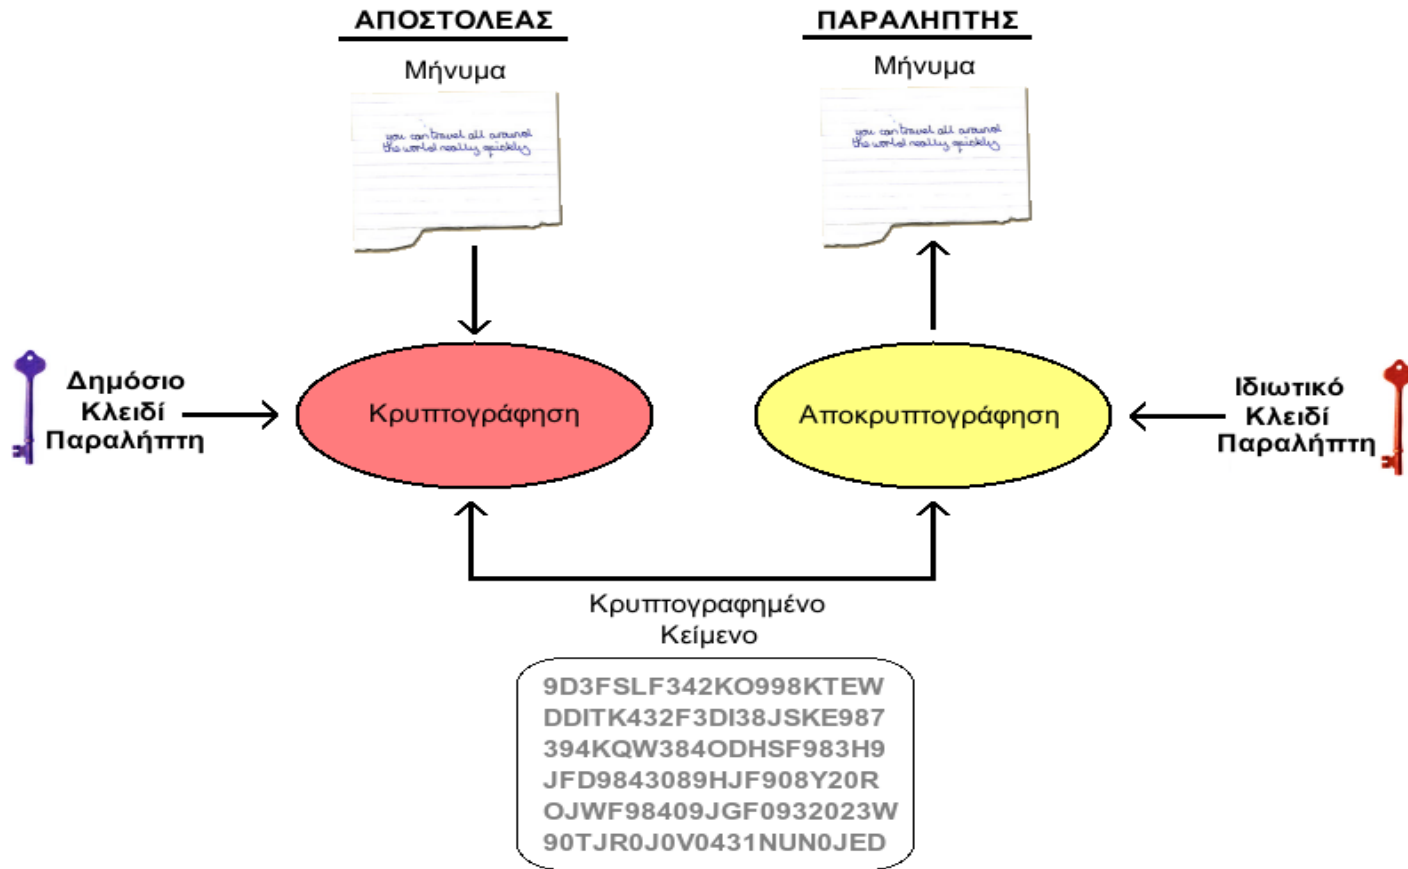 ΑΠΟΣΤΟΛΕΑΣ
Μήνυμα
you can travel all around
the world really quickly
ΠΑΡΑΛΗΠΤΗΣ
Μήνυμα
you can travel all around
the world really quickly
Δημόσιο
Κλειδί
Παραλήπτη
Κρυπτογράφηση
Αποκρυπτογράφηση
Ιδιωτικό
Κλειδί
Παραλήπτη
Κρυπτογραφημένο
Κείμενο
9D3FSLF342KO998KTEW
DDITK432F3DI38JSKE987
394KQW384ODHSF983H9
JFD9843089HJF908Y20R
OJWF98409JGF0932023W
90TJR0J0V0431NUN0JED